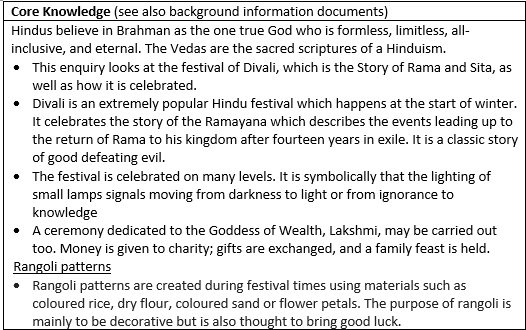 Core Knowledge (see also background information documents)
Hindus believe in Brahman as the one true God who is formless, limitless, all-
inclusive, and eternal. The Vedas are the sacred scriptures of a Hinduism.
• This enquiry looks at the festival of Divali, which is the Story of Rama and Sita, as
well as how it is celebrated.
• Divali is an extremely popular Hindu festival which happens at the start of winter.
It celebrates the story of the Ramayana which describes the events leading up to
the return of Rama to his kingdom after fourteen years in exile. It is a classic story
of good defeating evil.
• The festival is celebrated on many levels. It is symbolically that the lighting of
small lamps signals moving from darkness to light or from ignorance to
knowledge
• A ceremony dedicated to the Goddess of Wealth, Lakshmi, may be carried out
too. Money is given to charity; gifts are exchanged, and a family feast is held.
Rangoli patterns
• Rangoli patterns are created during festival times using materials such as
coloured rice, dry flour, coloured sand or flower petals. The purpose of rangoli is
mainly to be decorative but is also thought to bring good luck.